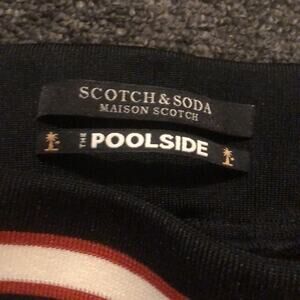 SCOTCH & SODA
MAISON SCOTCH
THE POOLSIDE